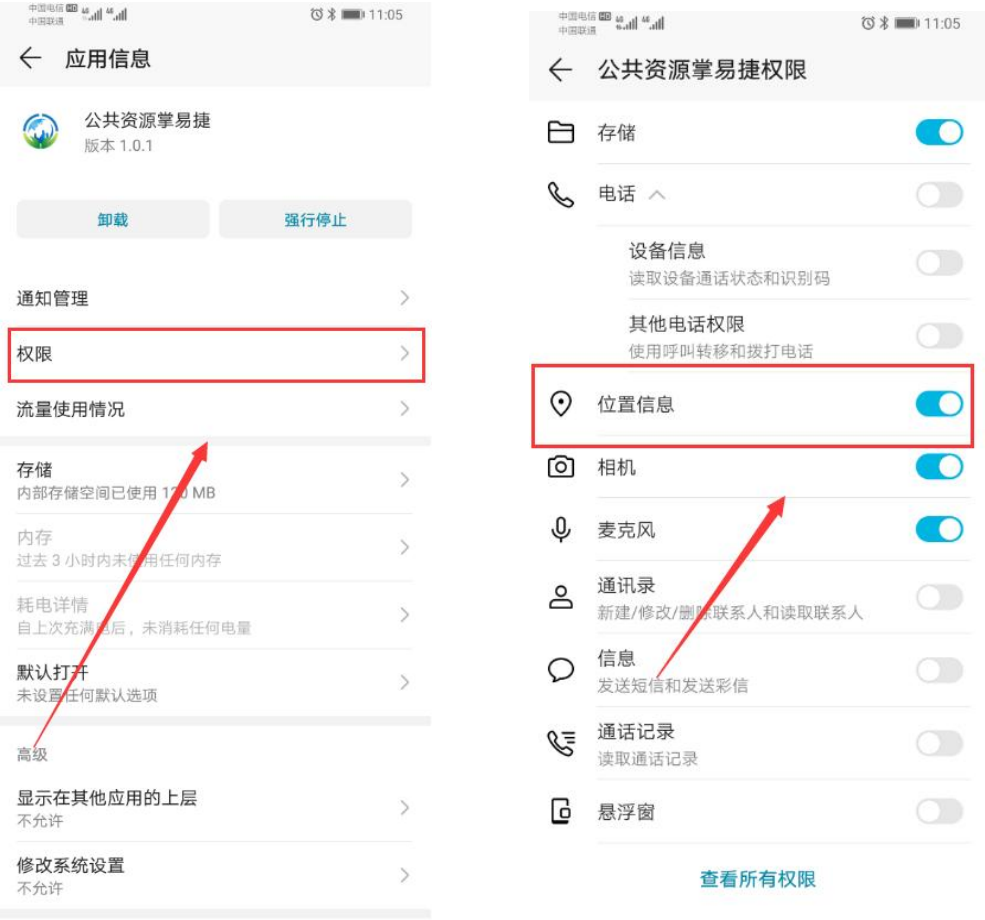 中国电信 HD 4G 4G
中国联通
11:05
应用信息
公共资源掌易捷
版本 1.0.1
卸载
强行停止
通知管理
权限
流量使用情况
存储
内部存储空间已使用 120 MB
内存
过去 3 小时内未使用任何内存
耗电详情
自上次充满电后，未消耗任何电量
默认打开
未设置任何默认选项
高级
显示在其他应用的上层
不允许
修改系统设置
不允许
中国电信 HD 4G 4G
中国联通
11:05
公共资源掌易捷权限
存储
电话
设备信息
读取设备通话状态和识别码
其他电话权限
使用呼叫转移和拨打电话
位置信息
相机
麦克风
通讯录
新建/修改/删除联系人和读取联系人
信息
发送短信和发送彩信
通话记录
读取通话记录
悬浮窗
查看所有权限